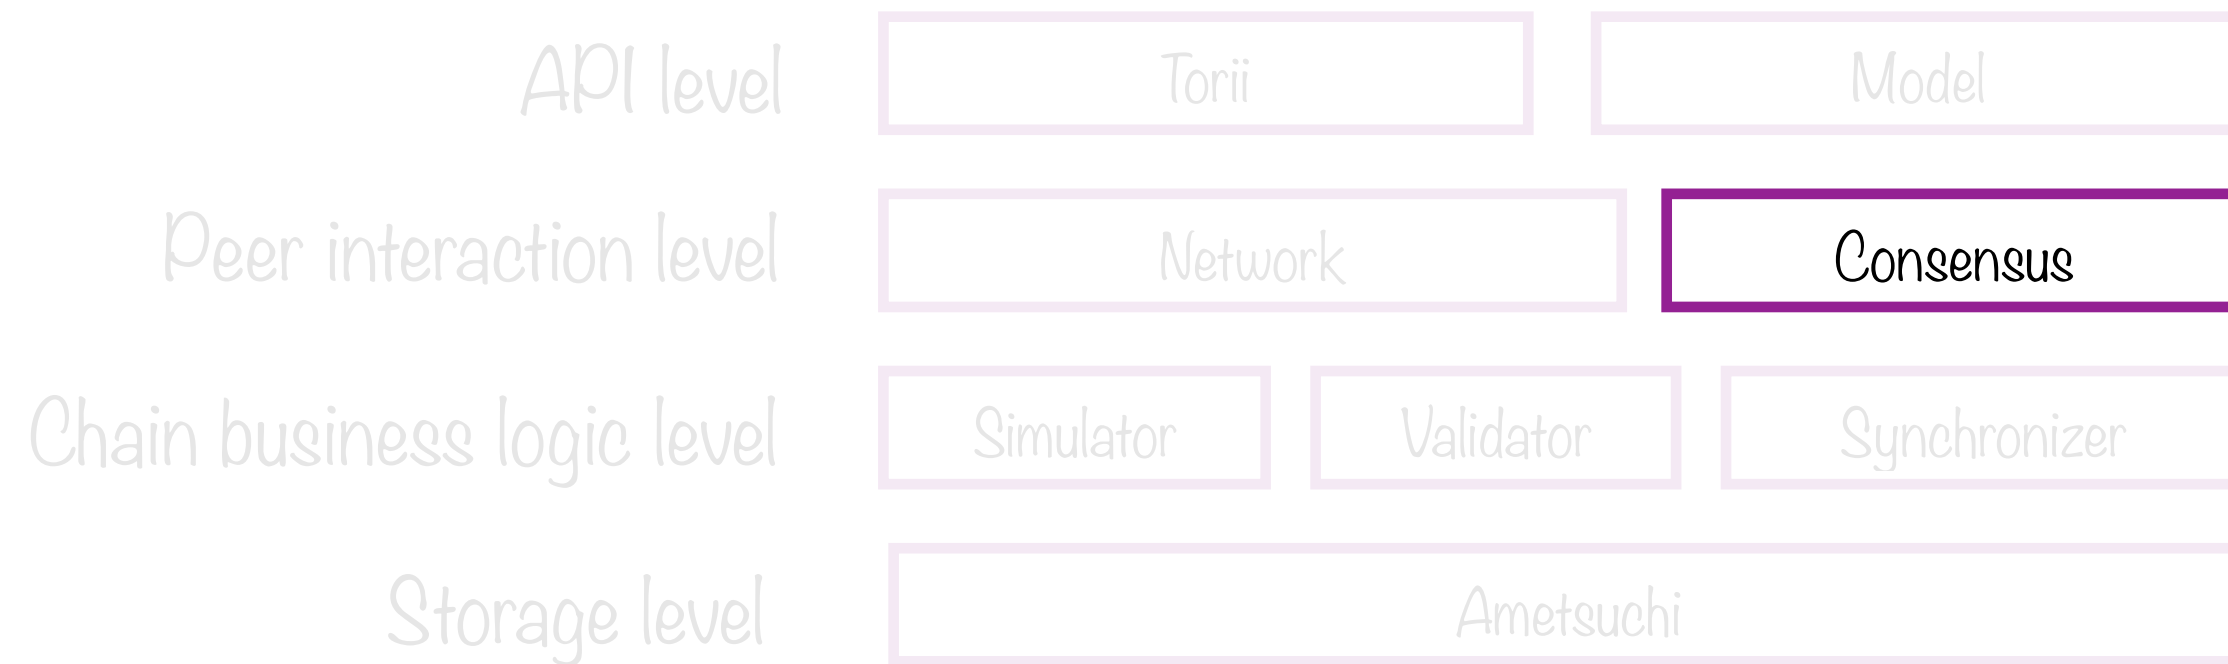 API level Torii Model
Peer interaction level Network Consensus
Chain business logic level Simulator Validator Synchronizer
Storage level Ametsuchi